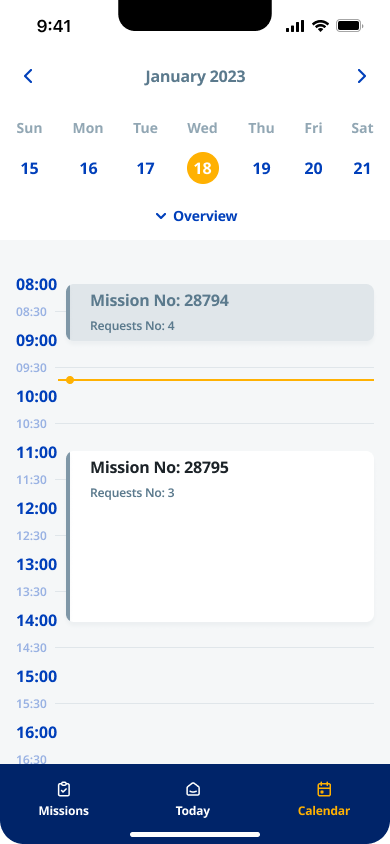 9:41
January 2023
Sun Mon Tue Wed Thu Fri Sat
15 16 17 18 19 20 21
Overview
08:00
Mission No: 28794
08:30
Requests No: 4
09:00
09:30
10:00
10:30
11:00
Mission No: 28795
11:30
Requests No: 3
12:00
12:30
13:00
13:30
14:00
14:30
15:00
15:30
16:00
16:30
Missions Today Calendar